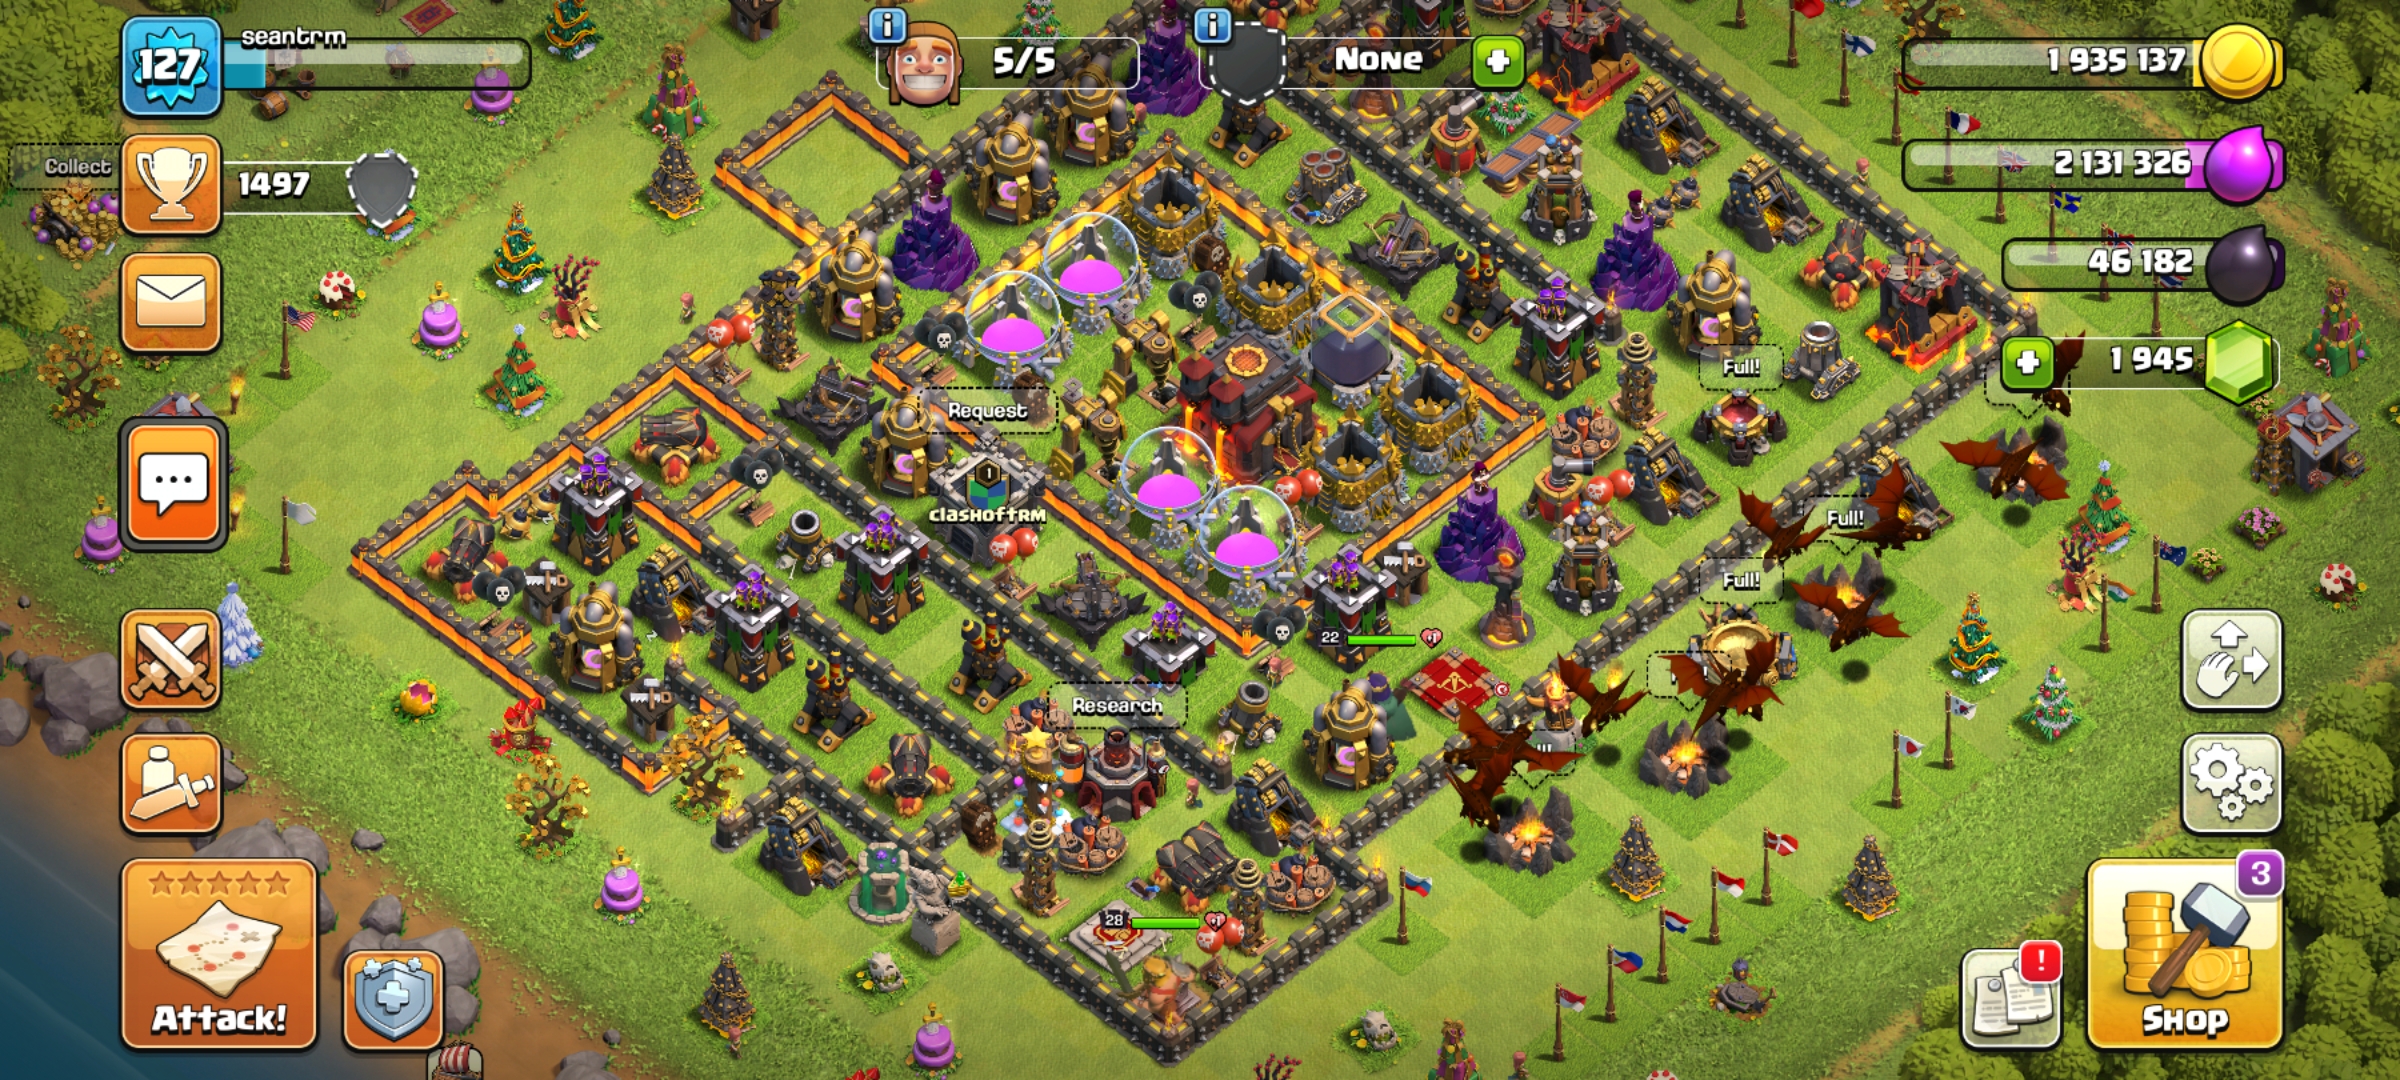 127
seantrm
5/5
None
1 935 137
Collect
1497
2 131 326
46 182
1 945
Full!
Request
1
clashofTRM
Full!
Full!
22
Research
28
3
!
Attack!
Shop